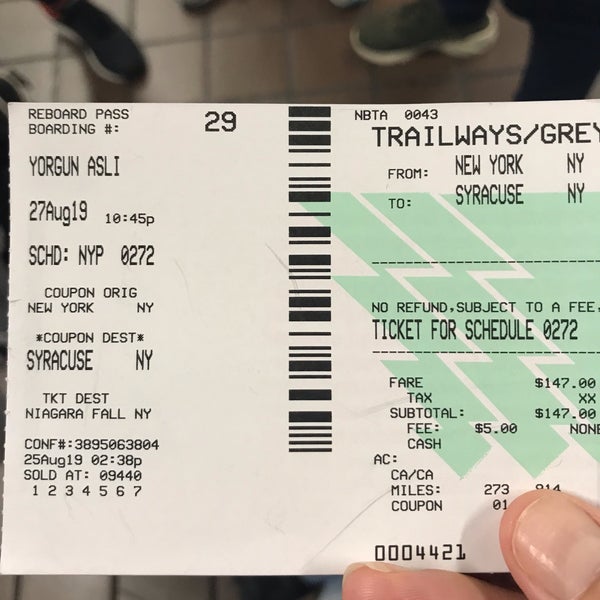 REBOARD PASS
BOARDING #: 29
YORGUN ASLI
27Aug19 10:45p
SCHD: NYP 0272
COUPON ORIG
NEW YORK NY
*COUPON DEST*
SYRACUSE NY
TKT DEST
NIAGARA FALL NY
CONF#:3895063804
25Aug19 02:38p
SOLD AT: 09440
1 2 3 4 5 6 7
NBTA 0043
TRAILWAYS/GREY
FROM: NEW YORK NY
TO: SYRACUSE NY
NO REFUND,SUBJECT TO A FEE,
TICKET FOR SCHEDULE 0272
FARE $147.00
TAX XX
SUBTOTAL: $147.00
FEE: $5.00 NONE
CASH
AC:
CA/CA
MILES: 273
COUPON 01
0004421